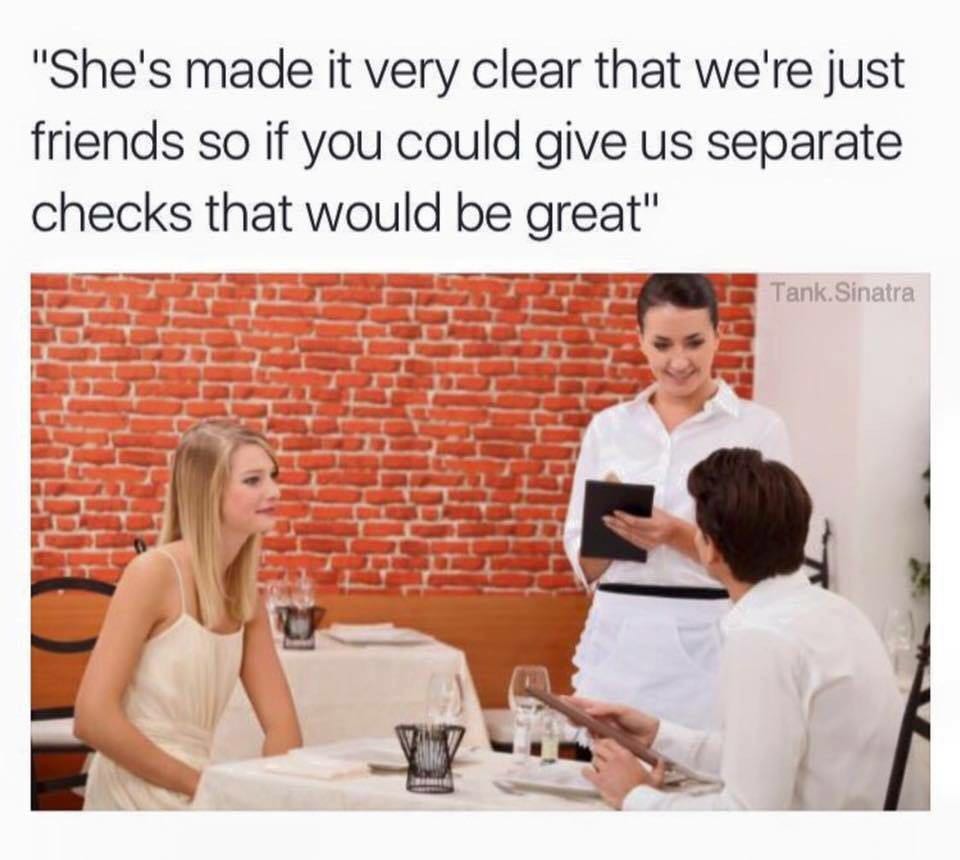 "She's made it very clear that we're just
friends so if you could give us separate
checks that would be great"
Tank.Sinatra